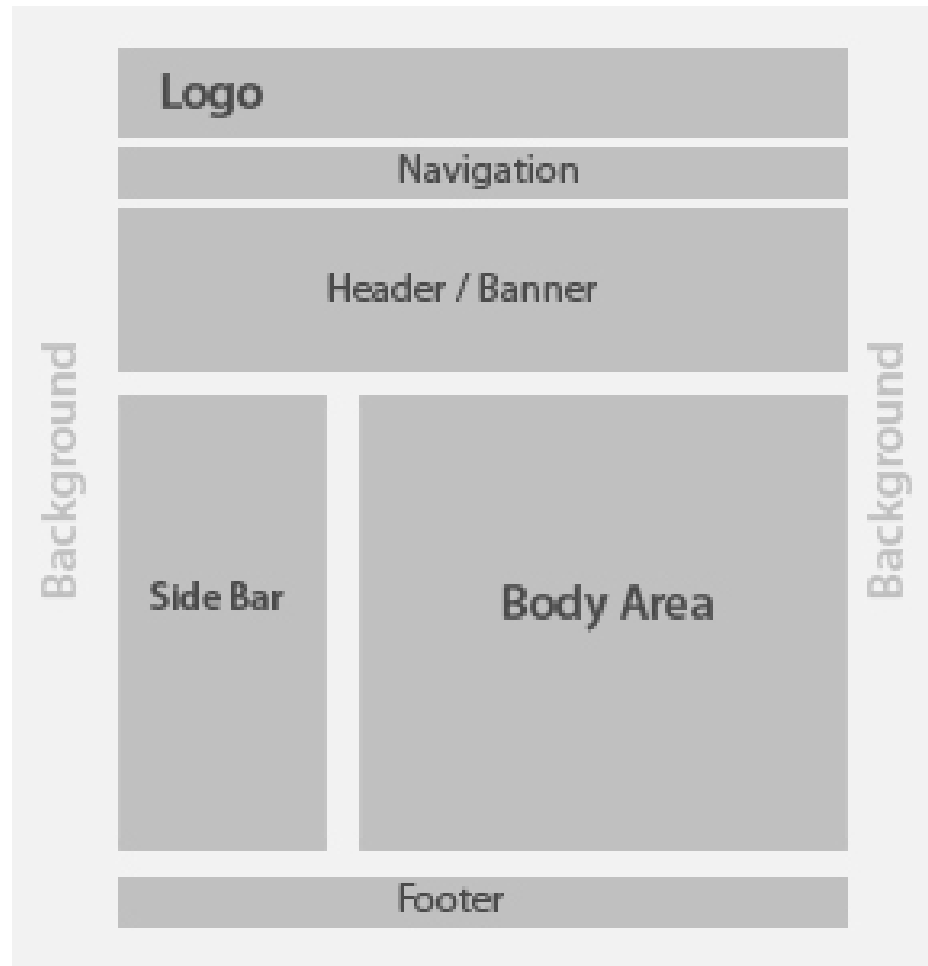 Logo
Navigation
Header / Banner
Background
Background
Side Bar
Body Area
Footer